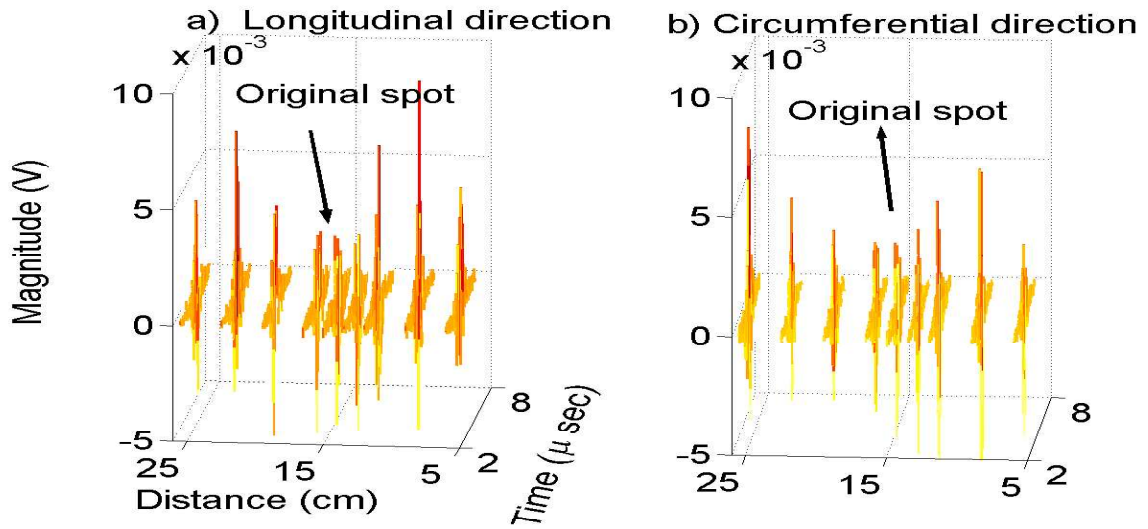 a) Longitudinal direction
x 10⁻³
Original spot
10
5
0
-5
Magnitude (V)
25
15
5
Distance (cm)
2
8
Time (μ sec)
b) Circumferential direction
x 10⁻³
Original spot
10
5
0
-5
25
15
5
2
8